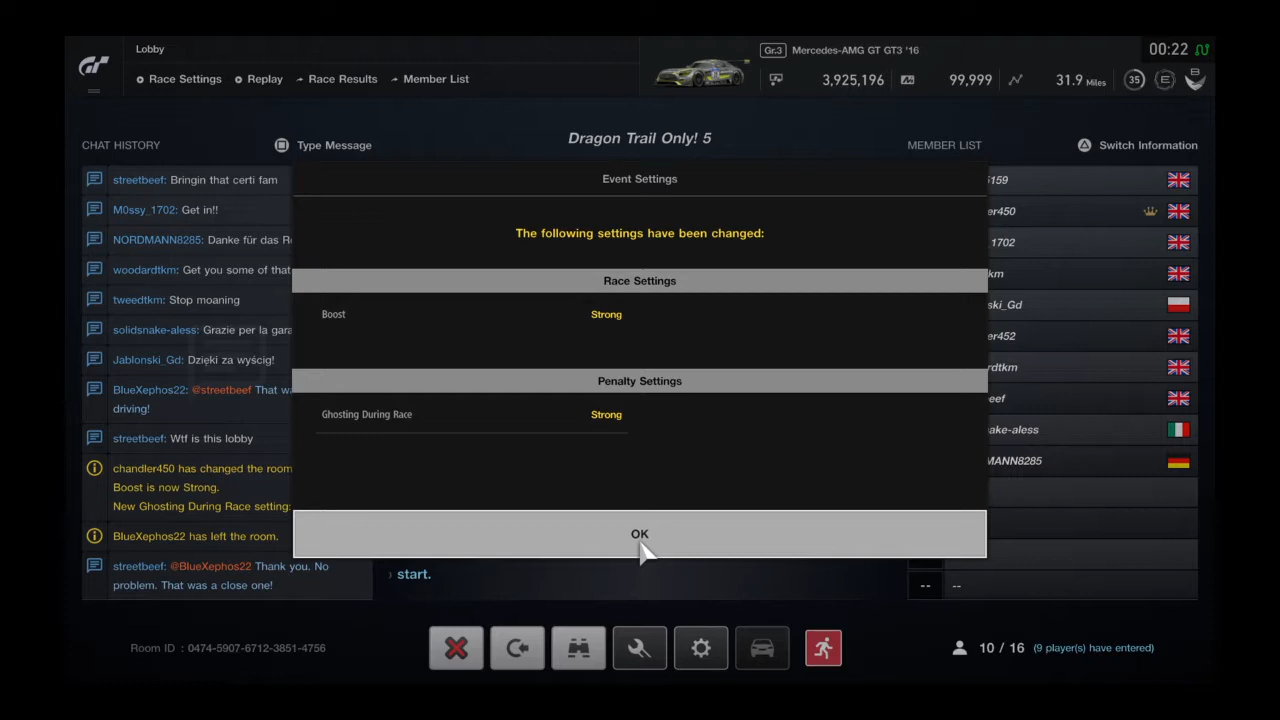 Lobby
Race Settings
Replay
Race Results
Member List
Gr.3
Mercedes-AMG GT GT3 '16
00:22
3,925,196
99,999
31.9 Miles
35
E
B
CHAT HISTORY
Type Message
Dragon Trail Only! 5
MEMBER LIST
Switch Information
streetbeef: Bringin that certi fam
M0ssy_1702: Get in!!
NORDMANN8285: Danke für das R
woodardtkm: Get you some of that
tweedtkm: Stop moaning
solidsnake-aless: Grazie per la gara
Jablonski_Gd: Dzięki za wyścig!
BlueXephos22: @streetbeef That wa
driving!
streetbeef: Wtf is this lobby
chandler450 has changed the room
Boost is now Strong.
New Ghosting During Race setting:
BlueXephos22 has left the room.
streetbeef: @BlueXephos22 Thank you. No
problem. That was a close one!
Event Settings
The following settings have been changed:
Race Settings
Boost
Strong
Penalty Settings
Ghosting During Race
Strong
OK
start.
5159
er450
1702
km
ski_Gd
er452
rdtkm
eef
ake-aless
MANN8285
-- --
Room ID : 0474-5907-6712-3851-4756
10 / 16
(9 player(s) have entered)